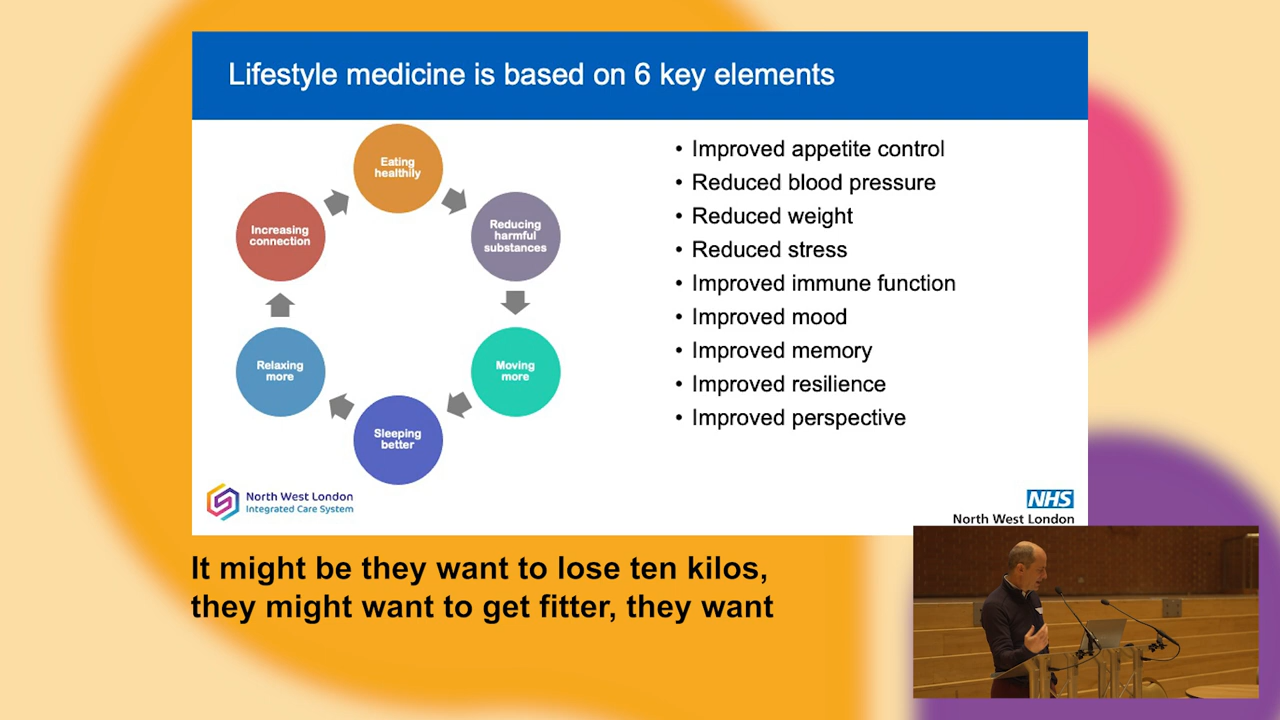 Lifestyle medicine is based on 6 key elements
Eating
healthily
Reducing
harmful
substances
Moving
more
Sleeping
better
Relaxing
more
Increasing
connection
• Improved appetite control
• Reduced blood pressure
• Reduced weight
• Reduced stress
• Improved immune function
• Improved mood
• Improved memory
• Improved resilience
• Improved perspective
North West London
Integrated Care System
NHS
North West London
It might be they want to lose ten kilos,
they might want to get fitter, they want